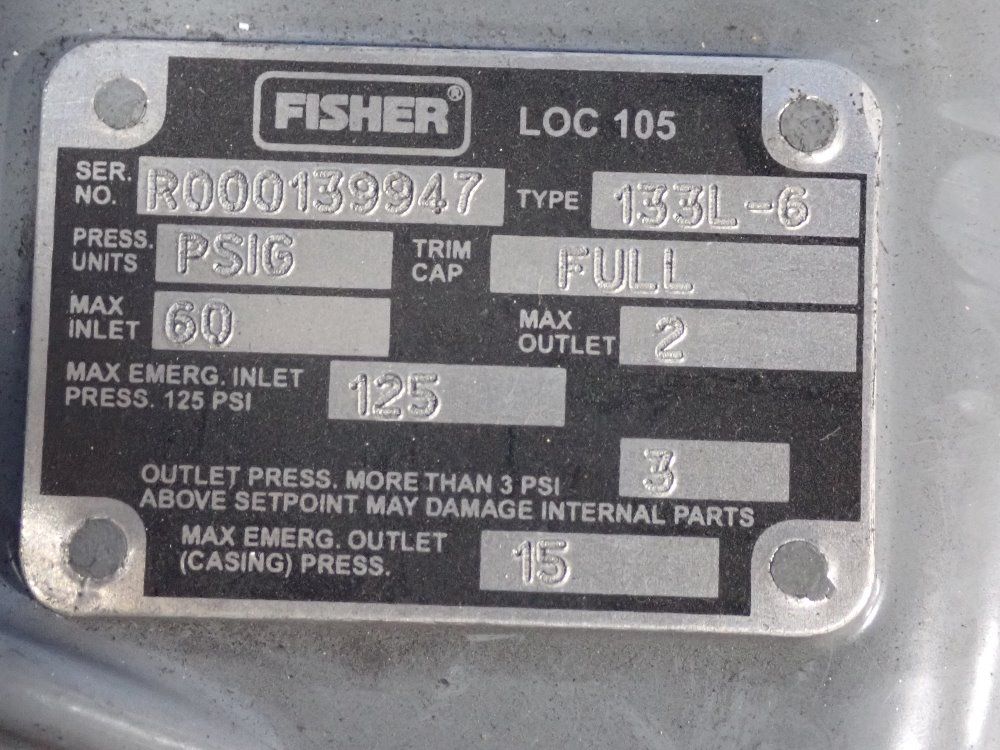 FISHER® LOC 105
SER. NO. R000139947 TYPE 133L-6
PRESS. UNITS PSIG TRIM CAP FULL
MAX INLET 60 MAX OUTLET 2
MAX EMERG. INLET
PRESS. 125 PSI 125
OUTLET PRESS. MORE THAN 3 PSI 3
ABOVE SETPOINT MAY DAMAGE INTERNAL PARTS
MAX EMERG. OUTLET
(CASING) PRESS. 15